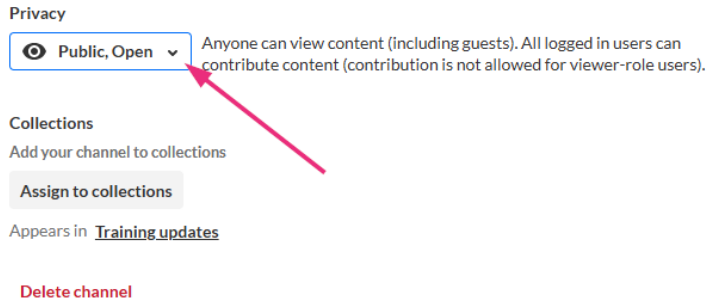 Privacy
Public, Open
Anyone can view content (including guests). All logged in users can
contribute content (contribution is not allowed for viewer-role users).
Collections
Add your channel to collections
Assign to collections
Appears in Training updates
Delete channel